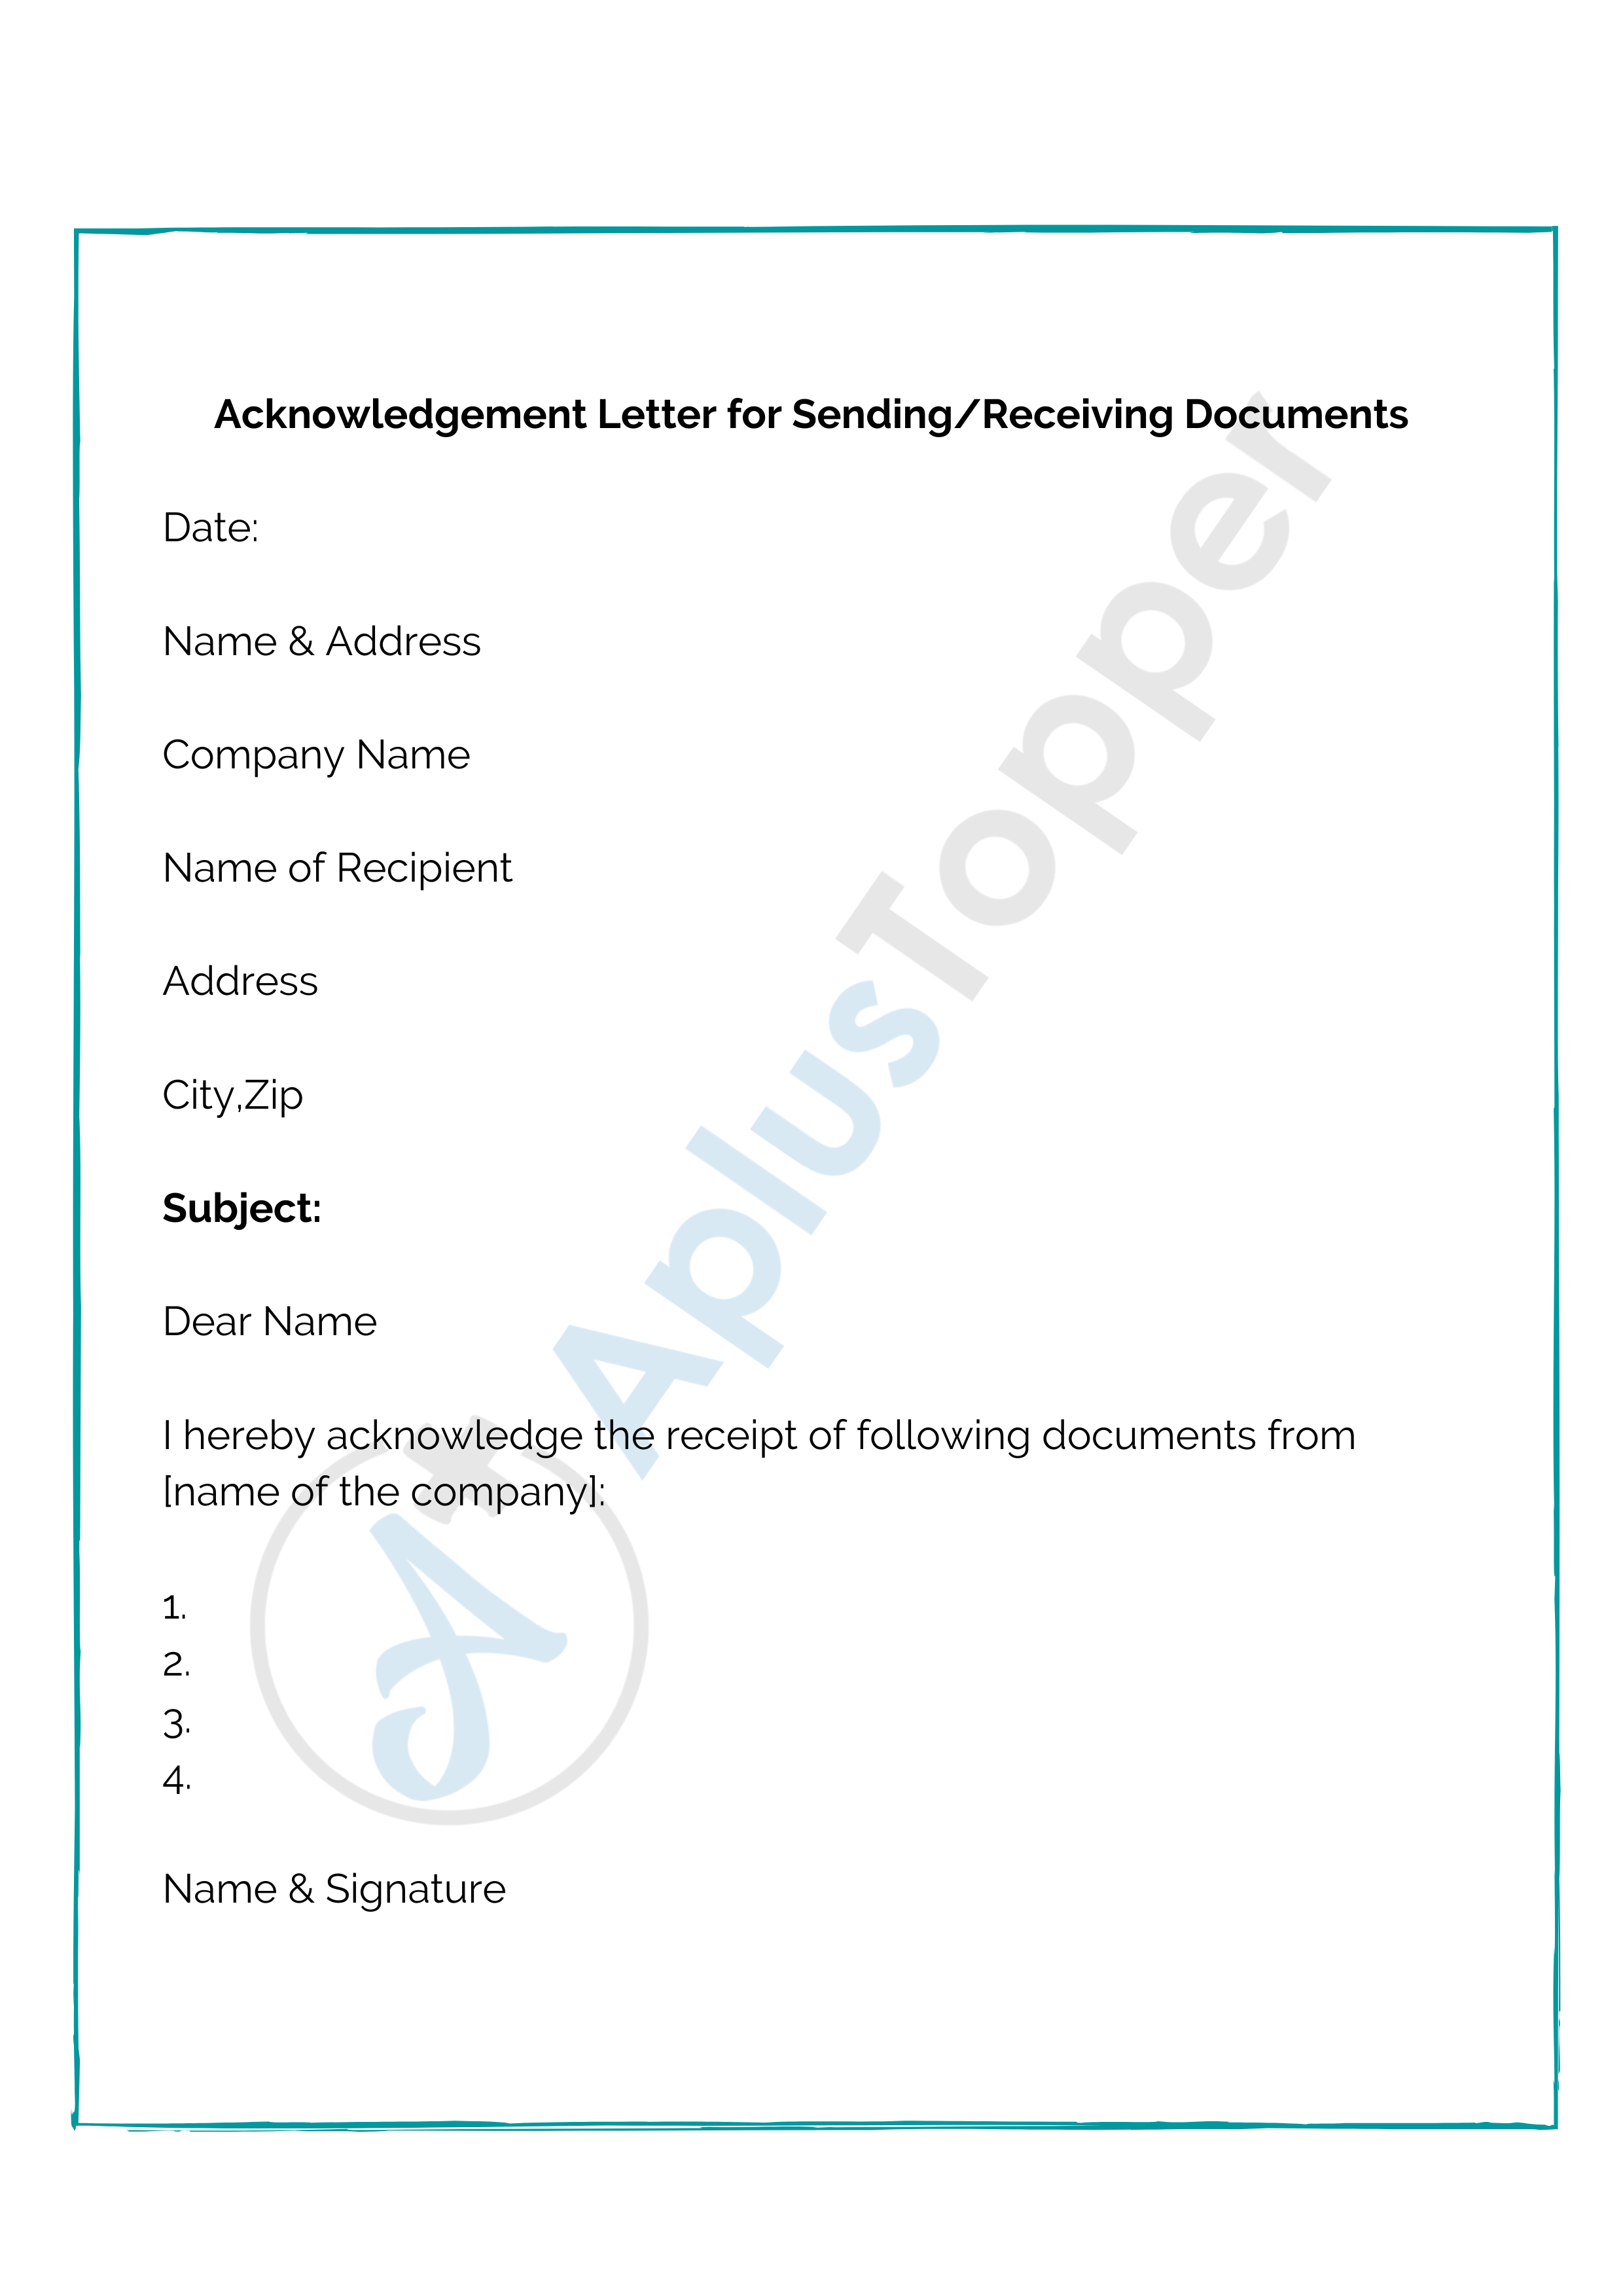 Acknowledgement Letter for Sending/Receiving Documents
Date:
Name & Address
Company Name
Name of Recipient
Address
City,Zip
Subject:
Dear Name
I hereby acknowledge the receipt of following documents from
[name of the company]:
1.
2.
3.
4.
Name & Signature
A+ AplusTopper